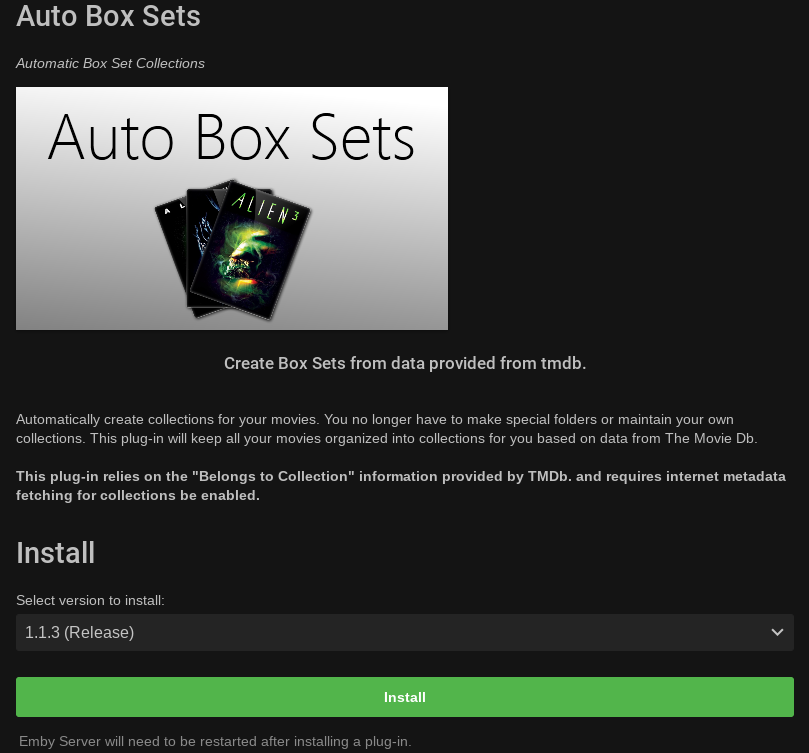 Auto Box Sets
Automatic Box Set Collections
Auto Box Sets
ALIEN 3
Create Box Sets from data provided from tmdb.
Automatically create collections for your movies. You no longer have to make special folders or maintain your own
collections. This plug-in will keep all your movies organized into collections for you based on data from The Movie Db.
This plug-in relies on the "Belongs to Collection" information provided by TMDb. and requires internet metadata
fetching for collections be enabled.
Install
Select version to install:
1.1.3 (Release)
Install
Emby Server will need to be restarted after installing a plug-in.